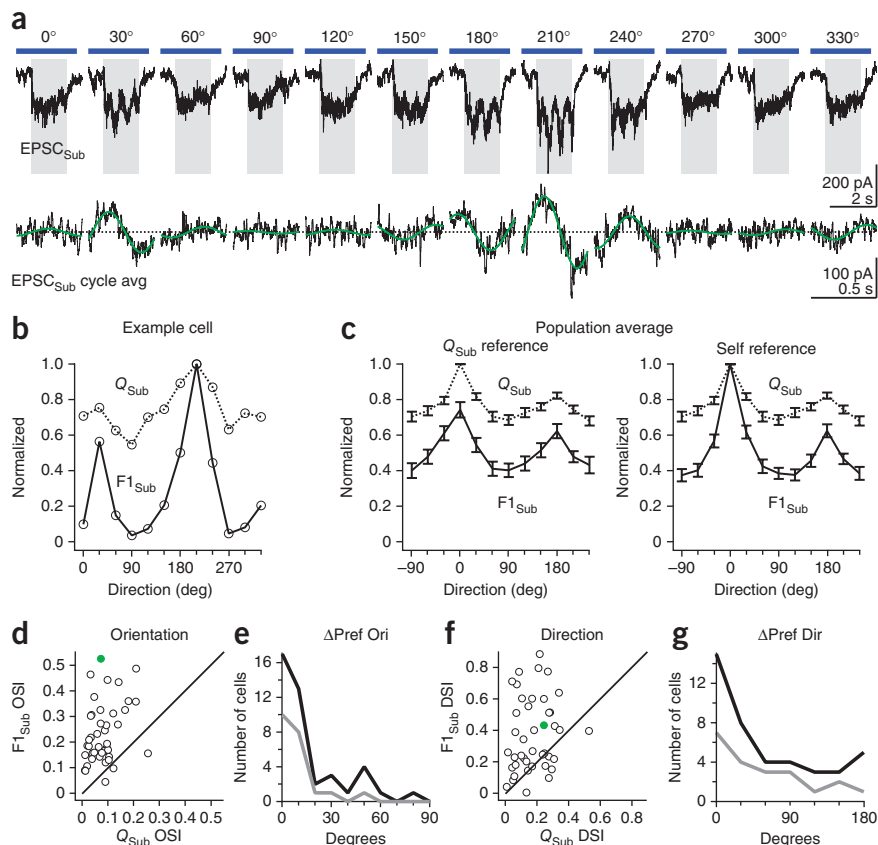 a
0° 30° 60° 90° 120° 150° 180° 210° 240° 270° 300° 330°
EPSC_Sub
200 pA
2 s
EPSC_Sub cycle avg
100 pA
0.5 s
b
Example cell
Normalized
1.0
0.8
0.6
0.4
0.2
0
Q_Sub
F1_Sub
0 90 180 270
Direction (deg)
c
Population average
Q_Sub reference
Normalized
1.0
0.8
0.6
0.4
0.2
0
Q_Sub
F1_Sub
–90 0 90 180
Direction (deg)
Self reference
Normalized
1.0
0.8
0.6
0.4
0.2
0
Q_Sub
F1_Sub
–90 0 90 180
Direction (deg)
d
Orientation
F1_Sub OSI
0.5
0.4
0.3
0.2
0.1
0
0 0.1 0.2 0.3 0.4 0.5
Q_Sub OSI
e
ΔPref Ori
Number of cells
16
12
8
4
0
0 30 60 90
Degrees
f
Direction
F1_Sub DSI
0.8
0.6
0.4
0.2
0
0 0.2 0.4 0.6 0.8
Q_Sub DSI
g
ΔPref Dir
Number of cells
12
8
4
0
0 90 180
Degrees